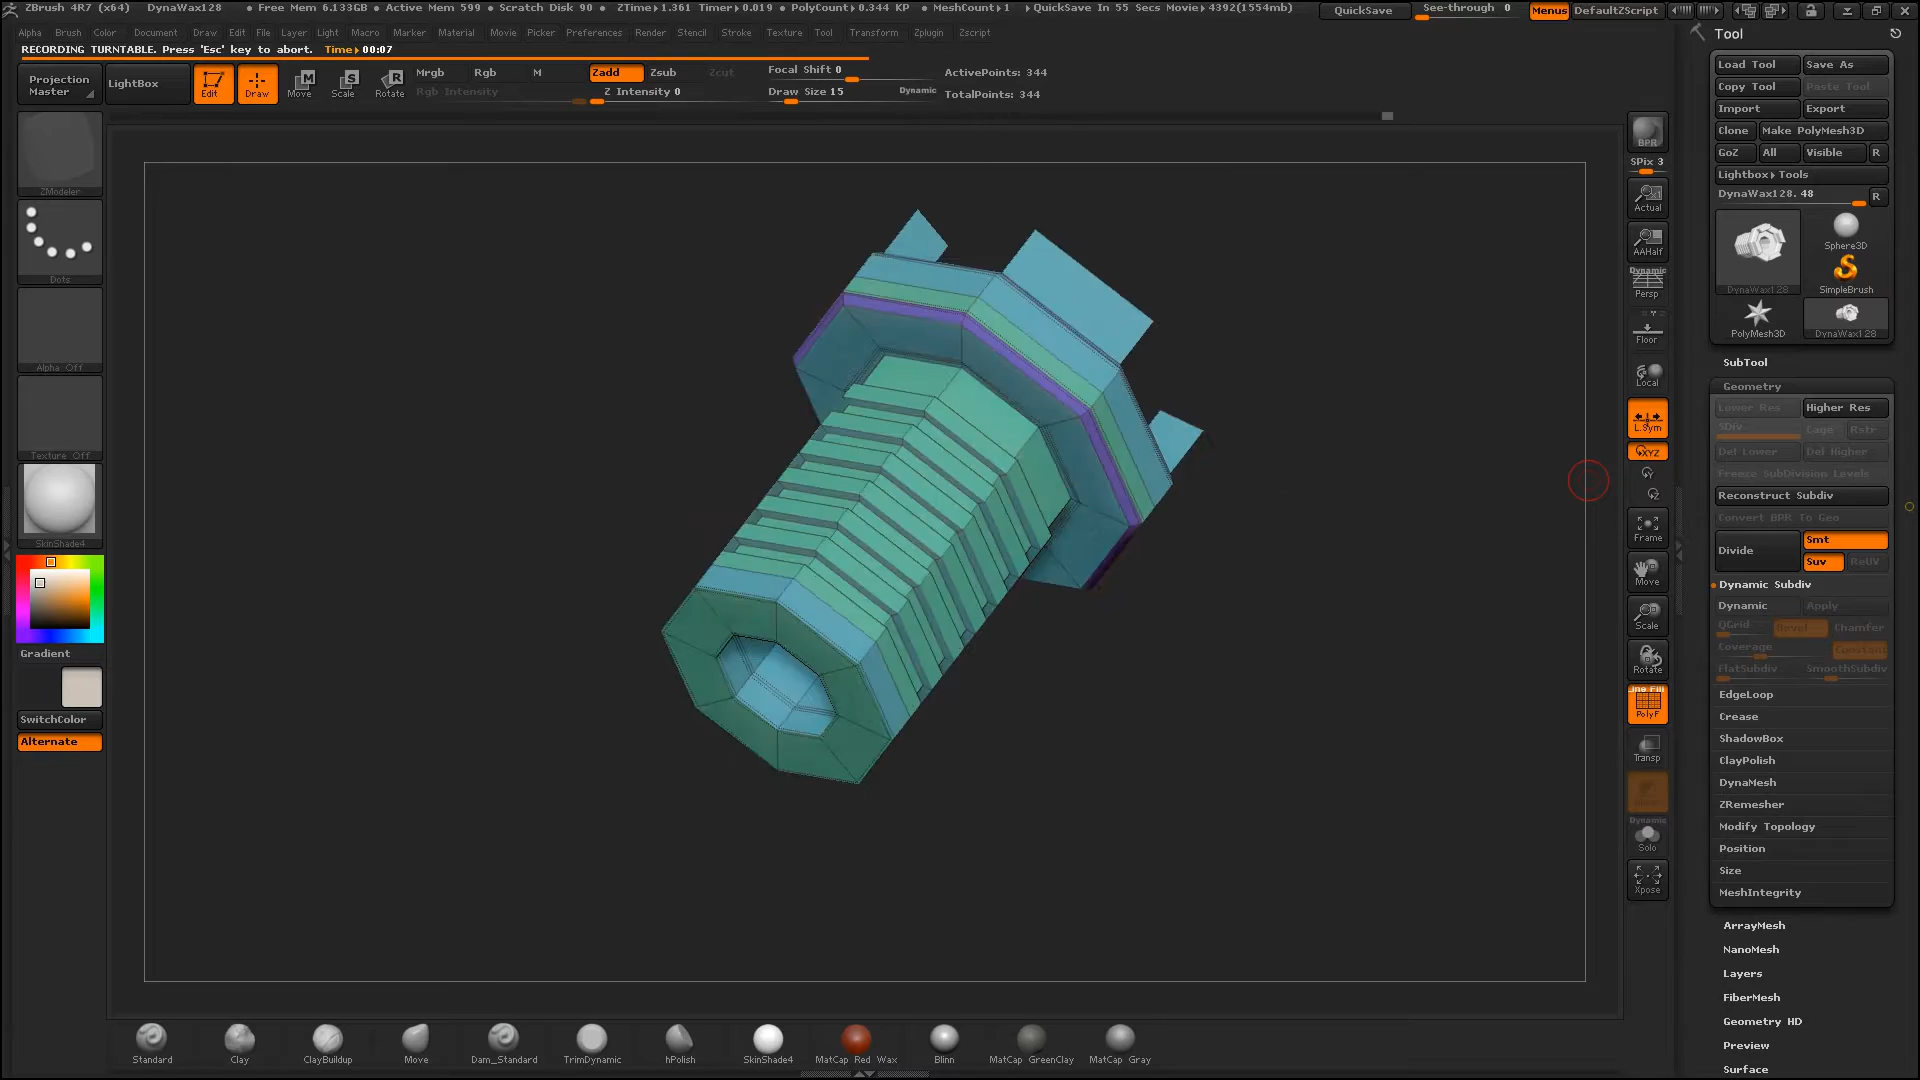 ZBrush 4R7 (x64) DynaWax128 • Free Mem 6.133GB • Active Mem 599 • Scratch Disk 90 • ZTime▸1.361 Timer▸0.019 • PolyCount▸0.344 KP • MeshCount▸1 ▸QuickSave In 55 Secs Movie▸4392(1554mb) QuickSave See-through 0 Menus DefaultZScript
Alpha Brush Color Document Draw Edit File Layer Light Macro Marker Material Movie Picker Preferences Render Stencil Stroke Texture Tool Transform Zplugin Zscript
RECORDING TURNTABLE. Press 'Esc' key to abort. Time▸ 00:07
Projection Master
LightBox
Edit
Draw
Move
Scale
Rotate
Mrgb Rgb M
Rgb Intensity
Zadd Zsub Zcut
Z Intensity 0
Focal Shift 0
Draw Size 15 Dynamic
ActivePoints: 344
TotalPoints: 344
ZModeler
Dots
Alpha Off
Texture Off
SkinShade4
Gradient
SwitchColor
Alternate
BPR
SPix 3
Actual
AAHalf
Dynamic
Persp
Floor
Local
L.Sym
XYZ
Frame
Move
Scale
Rotate
Line Fill
PolyF
Transp
Dynamic
Solo
Xpose
Tool
Load Tool Save As
Copy Tool Paste Tool
Import Export
Clone Make PolyMesh3D
GoZ All Visible R
Lightbox▸ Tools
DynaWax128. 48 R
DynaWax128
Sphere3D
SimpleBrush
PolyMesh3D
DynaWax128
SubTool
Geometry
Lower Res Higher Res
SDiv Cage Rstr
Del Lower Del Higher
Freeze SubDivision Levels
Reconstruct Subdiv
Convert BPR To Geo
Divide Smt
Suv ReUV
Dynamic Subdiv
Dynamic Apply
QGrid Bevel Chamfer
Coverage Constant
FlatSubdiv SmoothSubdiv
EdgeLoop
Crease
ShadowBox
ClayPolish
DynaMesh
ZRemesher
Modify Topology
Position
Size
MeshIntegrity
ArrayMesh
NanoMesh
Layers
FiberMesh
Geometry HD
Preview
Surface
Standard Clay ClayBuildup Move Dam_Standard TrimDynamic hPolish SkinShade4 MatCap Red Wax Blinn MatCap GreenClay MatCap Gray